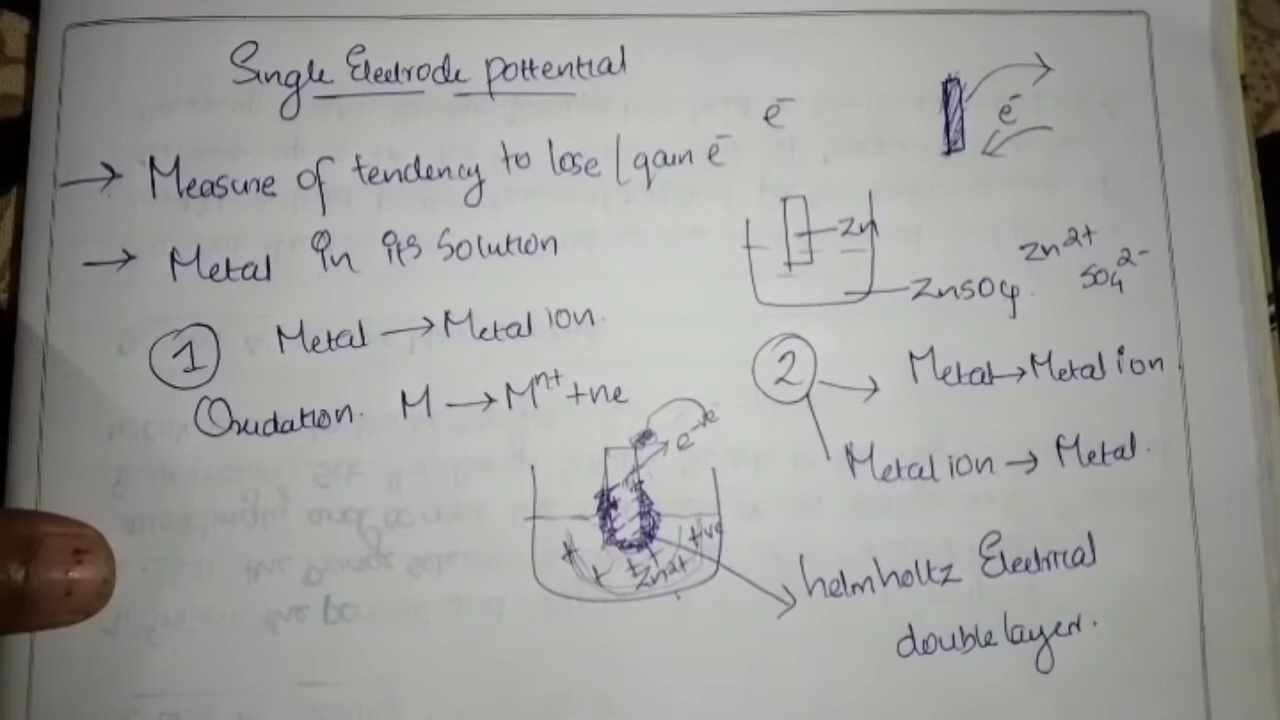 Single Electrode pottential
e⁻
e⁻
→ Measure of tendency to lose / gain e⁻
→ Metal in its solution
Zn
ZnSO4.
Zn²⁺
SO₄²⁻
① Metal → Metal ion.
Oxidation. M → Mⁿ⁺ + ne
② → Metal → Metal ion
Metal ion → Metal.
e⁻
+ + + + +ve
Zn²⁺
helmholtz Electrical
double layer.